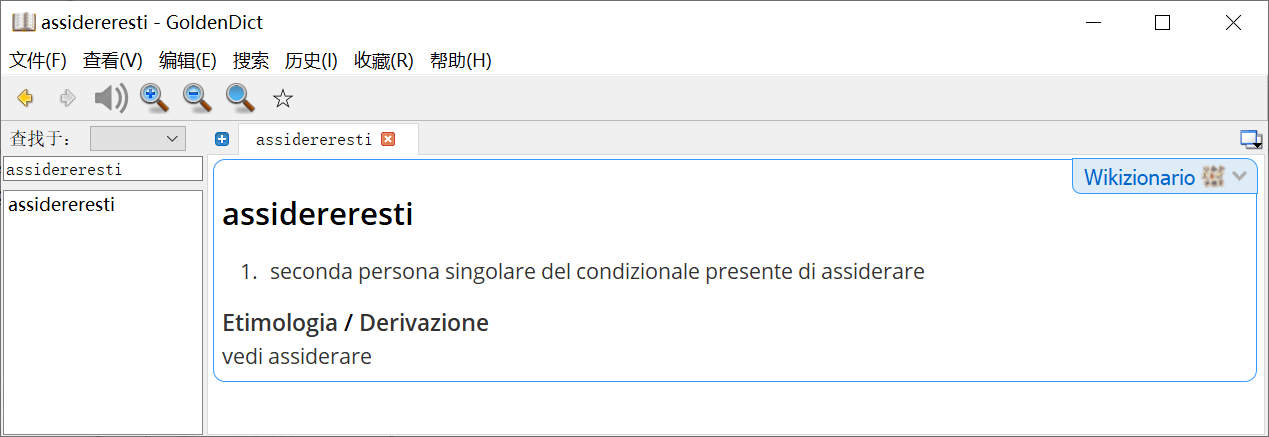 assidereresti - GoldenDict
文件(F) 查看(V) 编辑(E) 搜索 历史(I) 收藏(R) 帮助(H)
查找于:
assidereresti
assidereresti
assidereresti
Wikizionario
assidereresti
1. seconda persona singolare del condizionale presente di assiderare
Etimologia / Derivazione
vedi assiderare